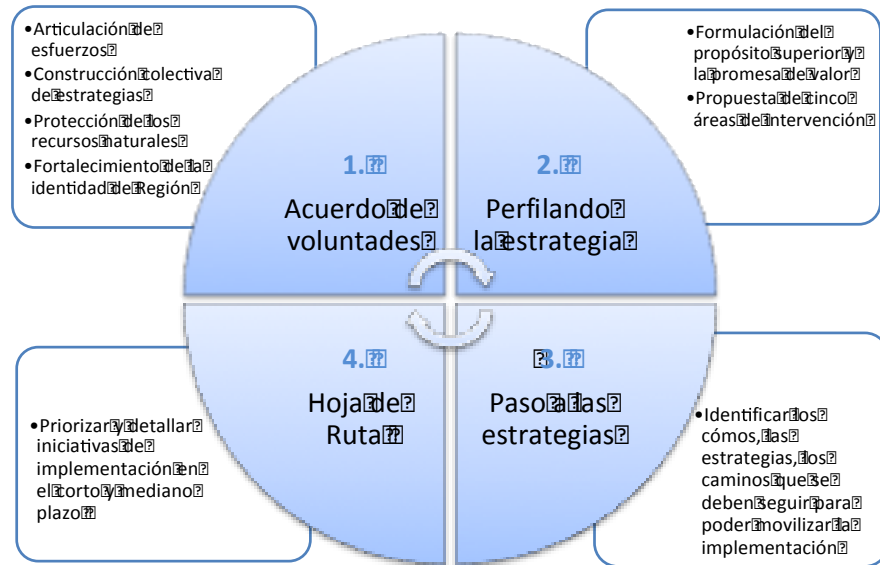 •Articulación de
esfuerzos
•Construcción colectiva
de estrategias
•Protección de los
recursos naturales
•Fortalecimiento de la
identidad de Región
•Formulación del
propósito superior y
la promesa de valor
•Propuesta de cinco
áreas de intervención
1.
Acuerdo de
voluntades
2.
Perfilando
la estrategia
3.
Paso a las
estrategias
•Identificar los
cómos, las
estrategias, los
caminos que se
deben seguir para
poder movilizar la
implementación
4.
Hoja de
Ruta
•Priorizar y detallar
iniciativas de
implementación en
el corto y mediano
plazo